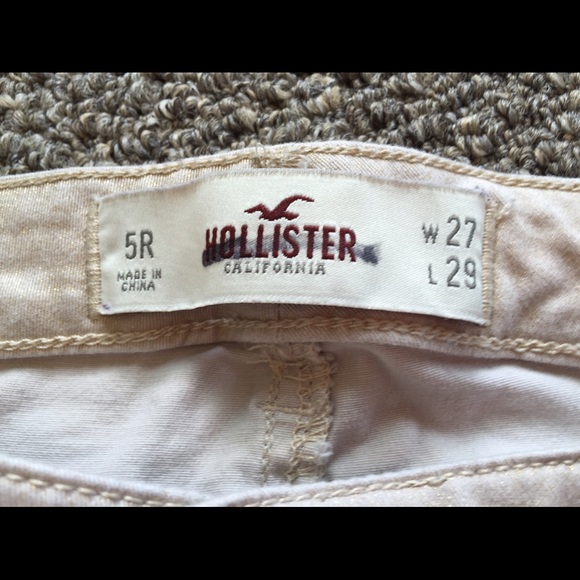 5R
MADE IN
CHINA
HOLLISTER
CALIFORNIA
W 27
L 29